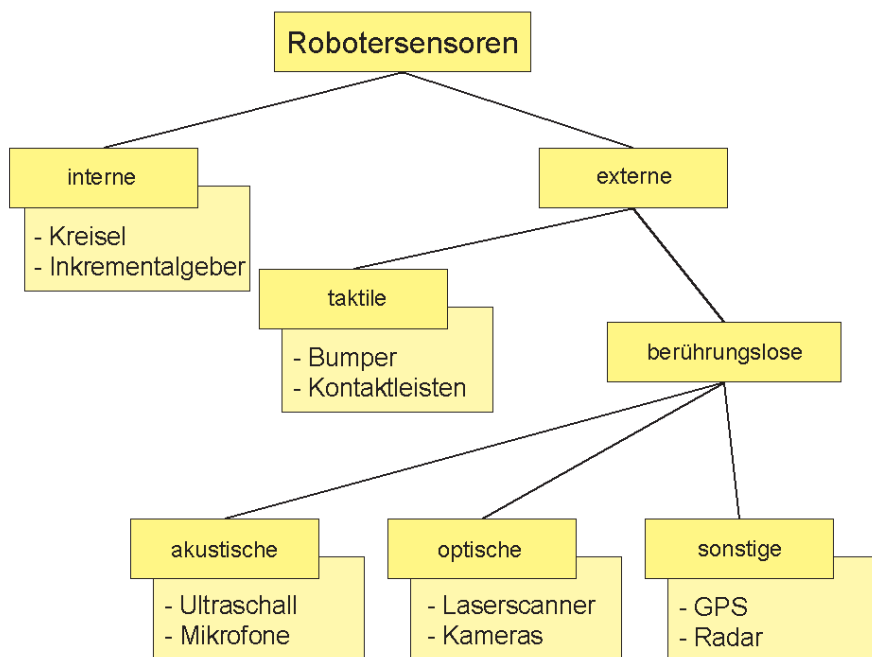 Robotersensoren
interne
- Kreisel
- Inkrementalgeber
externe
taktile
- Bumper
- Kontaktleisten
berührungslose
akustische
- Ultraschall
- Mikrofone
optische
- Laserscanner
- Kameras
sonstige
- GPS
- Radar